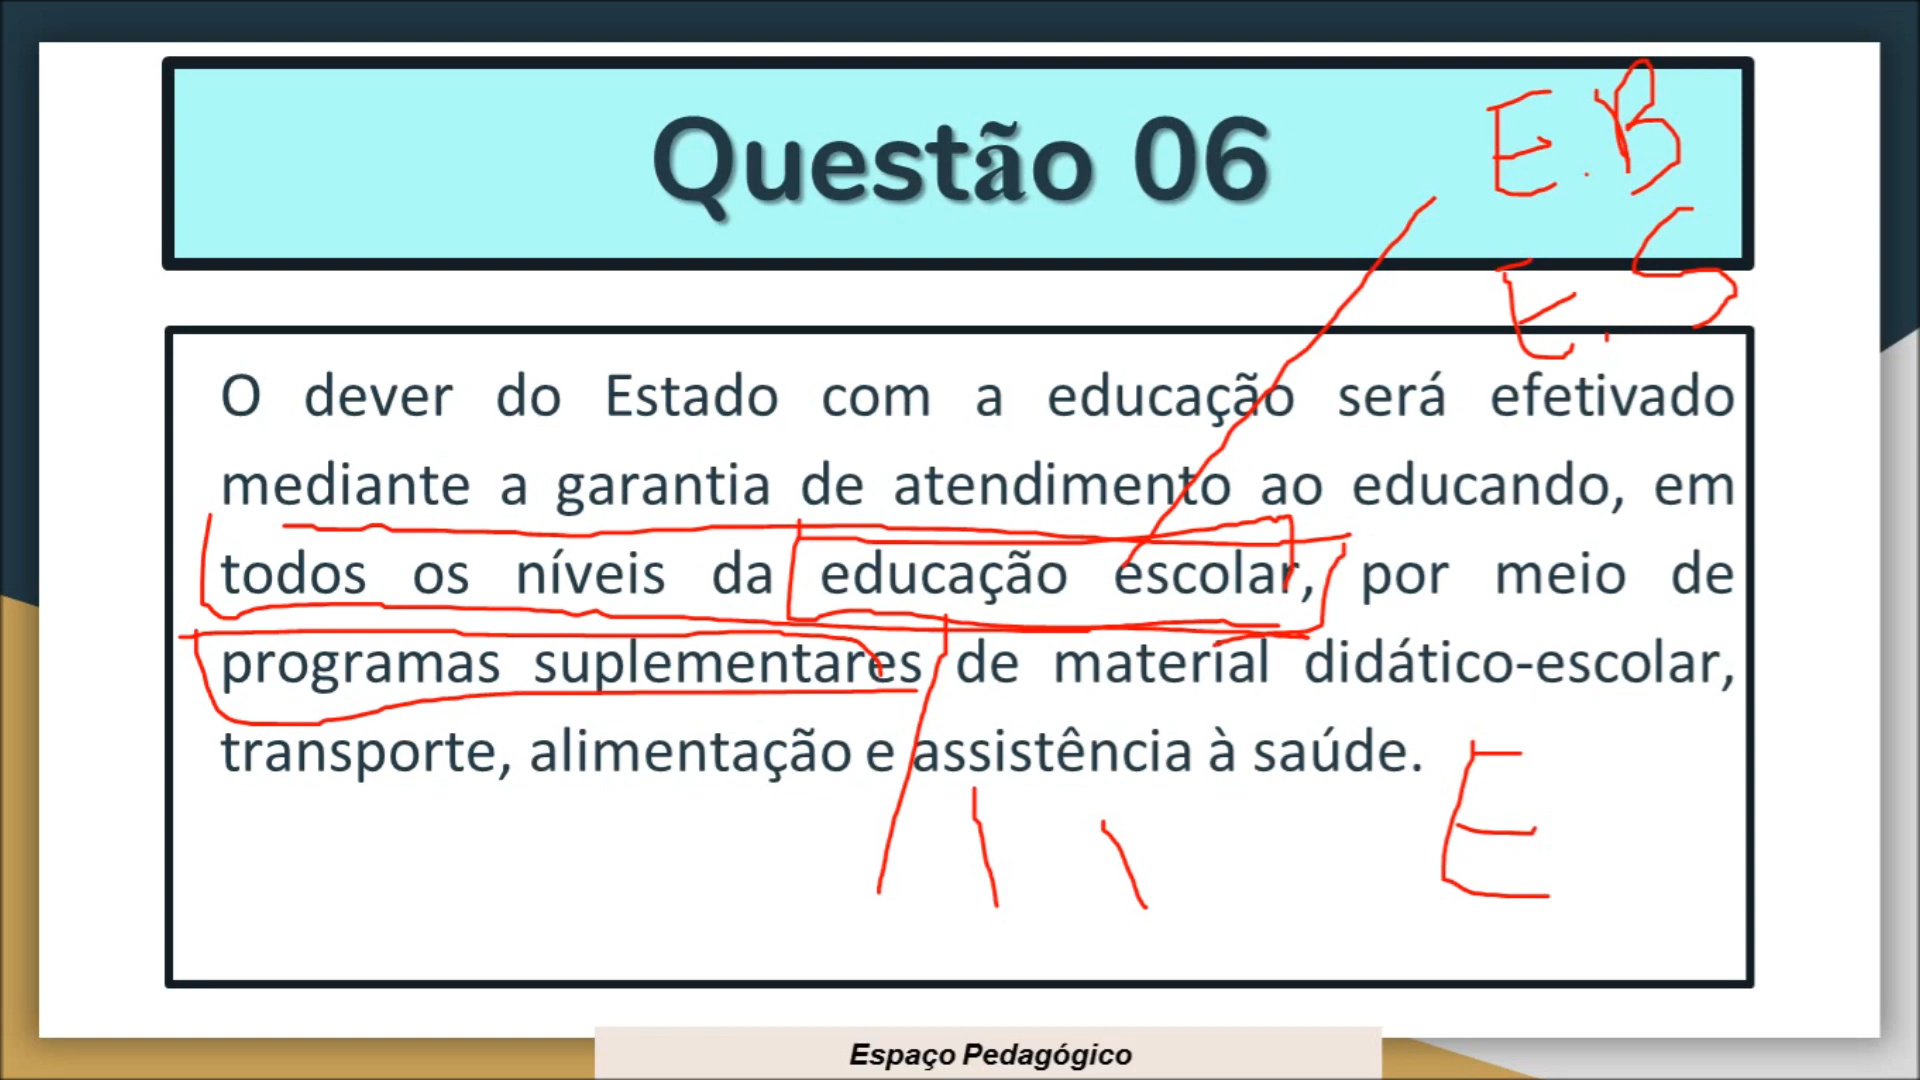 Questão 06
E.B
E.S
O dever do Estado com a educação será efetivado
mediante a garantia de atendimento ao educando, em
todos os níveis da educação escolar, por meio de
programas suplementares de material didático-escolar,
transporte, alimentação e assistência à saúde.
E
Espaço Pedagógico